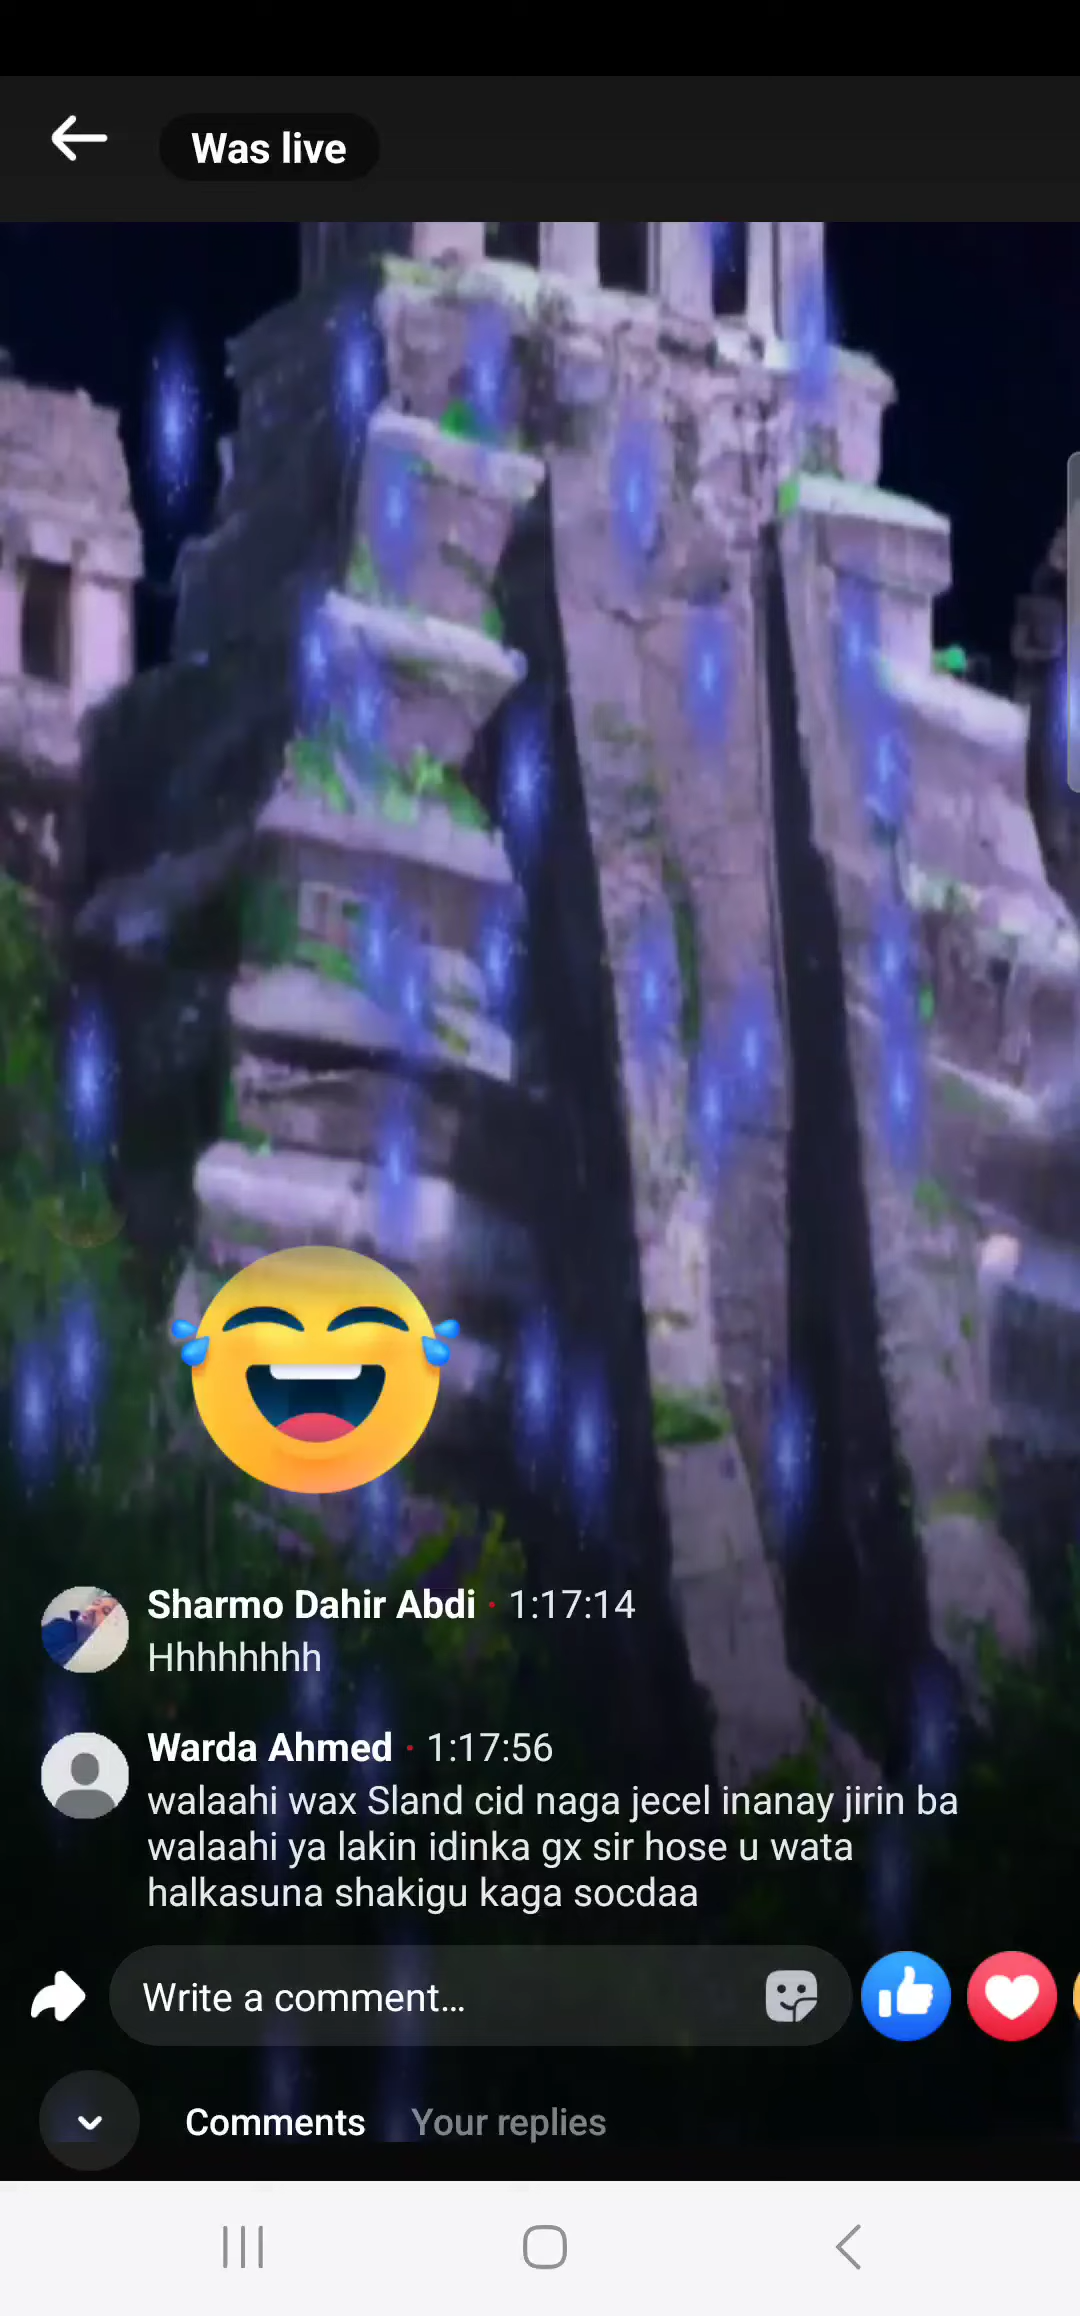 Was live
Sharmo Dahir Abdi · 1:17:14
Hhhhhhhh
Warda Ahmed · 1:17:56
walaahi wax Sland cid naga jecel inanay jirin ba
walaahi ya lakin idinka gx sir hose u wata
halkasuna shakigu kaga socdaa
Write a comment...
Comments Your replies